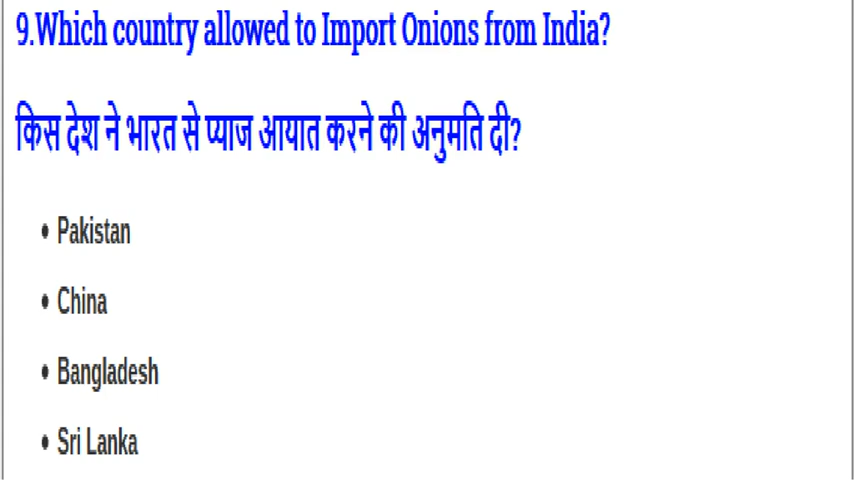 9.Which country allowed to Import Onions from India?
किस देश ने भारत से प्याज आयात करने की अनुमति दी?
• Pakistan
• China
• Bangladesh
• Sri Lanka